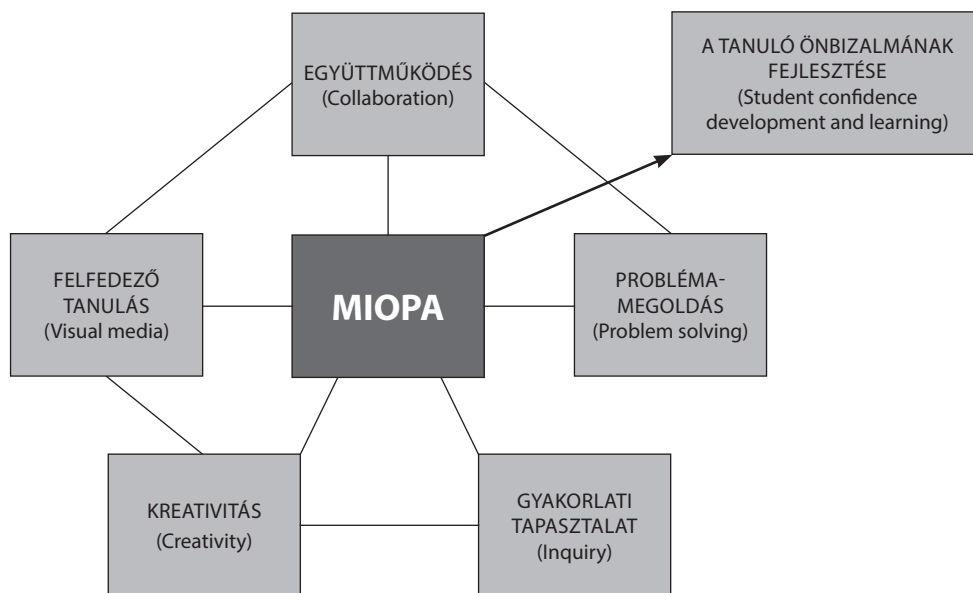 EGYÜTTMŰKÖDÉS
(Collaboration)
A TANULÓ ÖNBIZALMÁNAK
FEJLESZTÉSE
(Student confidence
development and learning)
FELFEDEZŐ
TANULÁS
(Visual media)
MIOPA
PROBLÉMA-
MEGOLDÁS
(Problem solving)
KREATIVITÁS
(Creativity)
GYAKORLATI
TAPASZTALAT
(Inquiry)